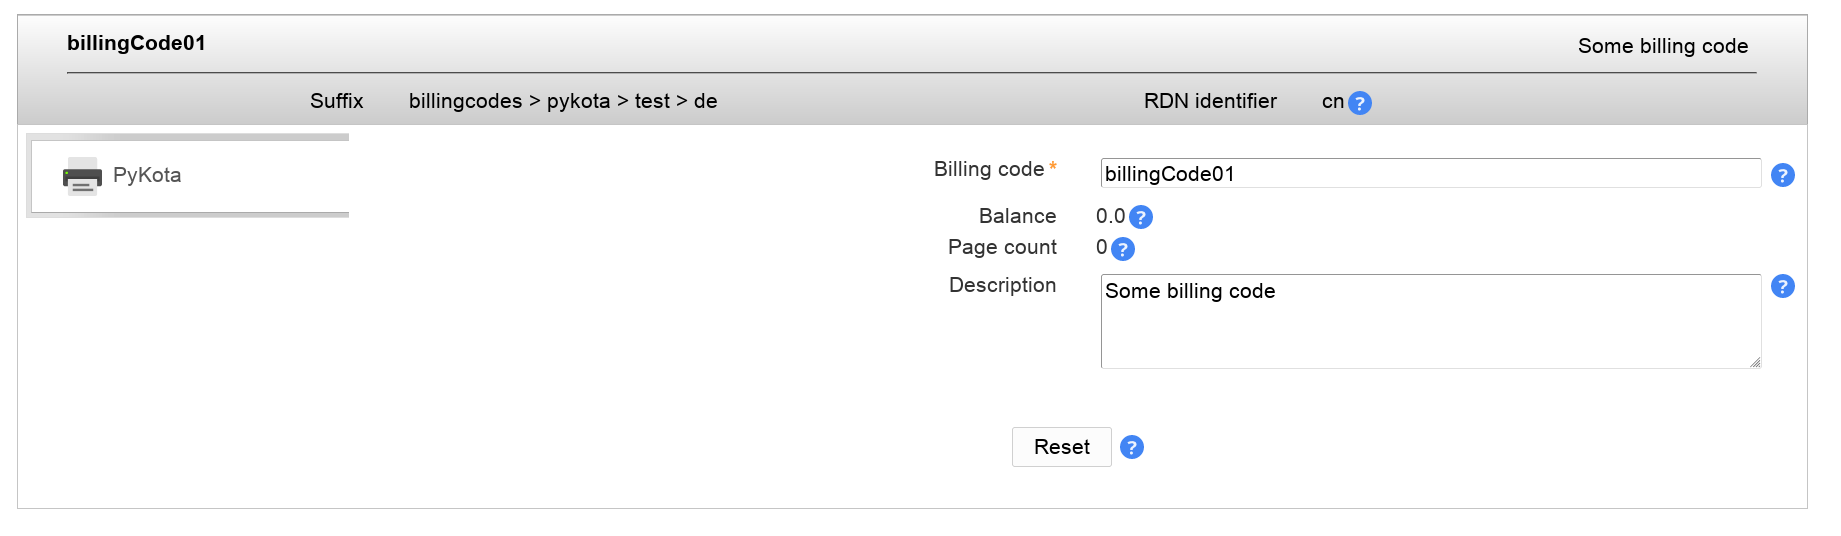 billingCode01
Some billing code
Suffix billingcodes > pykota > test > de RDN identifier cn ?
PyKota
Billing code * billingCode01 ?
Balance 0.0 ?
Page count 0 ?
Description Some billing code ?
Reset ?